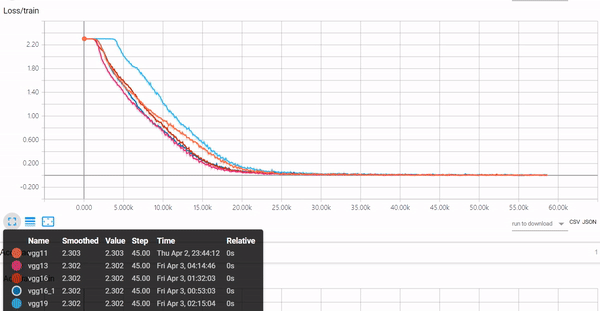 Loss/train
2.20
1.80
1.40
1.00
0.600
0.200
-0.200
0.000 5.000k 10.00k 15.00k 20.00k 25.00k 30.00k 35.00k 40.00k 45.00k 50.00k 55.00k 60.00k
run to download CSV JSON
Name Smoothed Value Step Time Relative
vgg11 2.303 2.303 45.00 Thu Apr 2, 23:44:12 0s
vgg13 2.302 2.302 45.00 Fri Apr 3, 04:14:46 0s
vgg16 2.302 2.302 45.00 Fri Apr 3, 01:32:03 0s
vgg16_1 2.302 2.302 45.00 Fri Apr 3, 00:53:03 0s
vgg19 2.302 2.302 45.00 Fri Apr 3, 02:15:04 0s
1